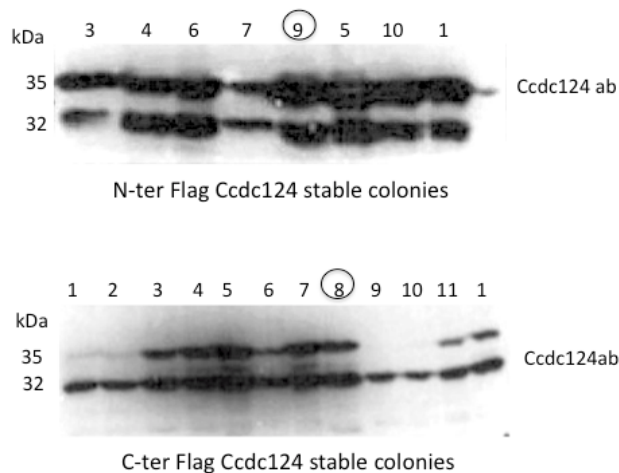 kDa
3 4 6 7 9 5 10 1
35
Ccdc124 ab
32
N-ter Flag Ccdc124 stable colonies
1 2 3 4 5 6 7 8 9 10 11 1
kDa
35
Ccdc124ab
32
C-ter Flag Ccdc124 stable colonies